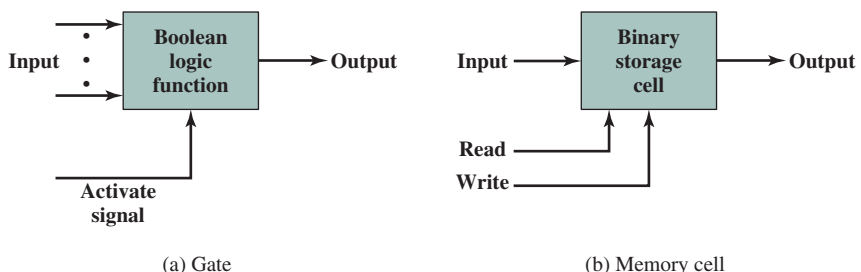 Input
Boolean
logic
function
Output
Activate
signal
(a) Gate
Input
Binary
storage
cell
Output
Read
Write
(b) Memory cell